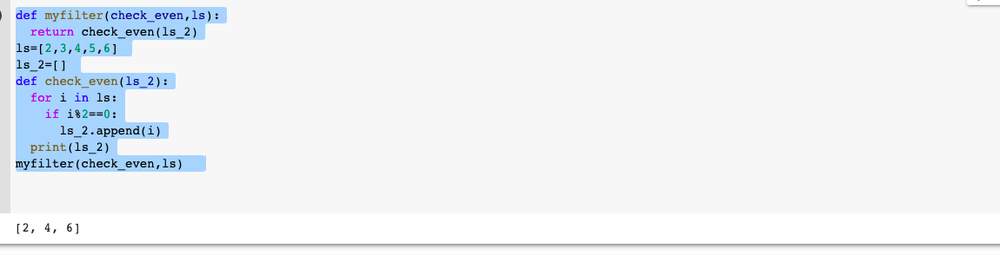 def myfilter(check_even,ls):
  return check_even(ls_2)
ls=[2,3,4,5,6]
ls_2=[]
def check_even(ls_2):
  for i in ls:
    if i%2==0:
      ls_2.append(i)
  print(ls_2)
myfilter(check_even,ls)
[2, 4, 6]